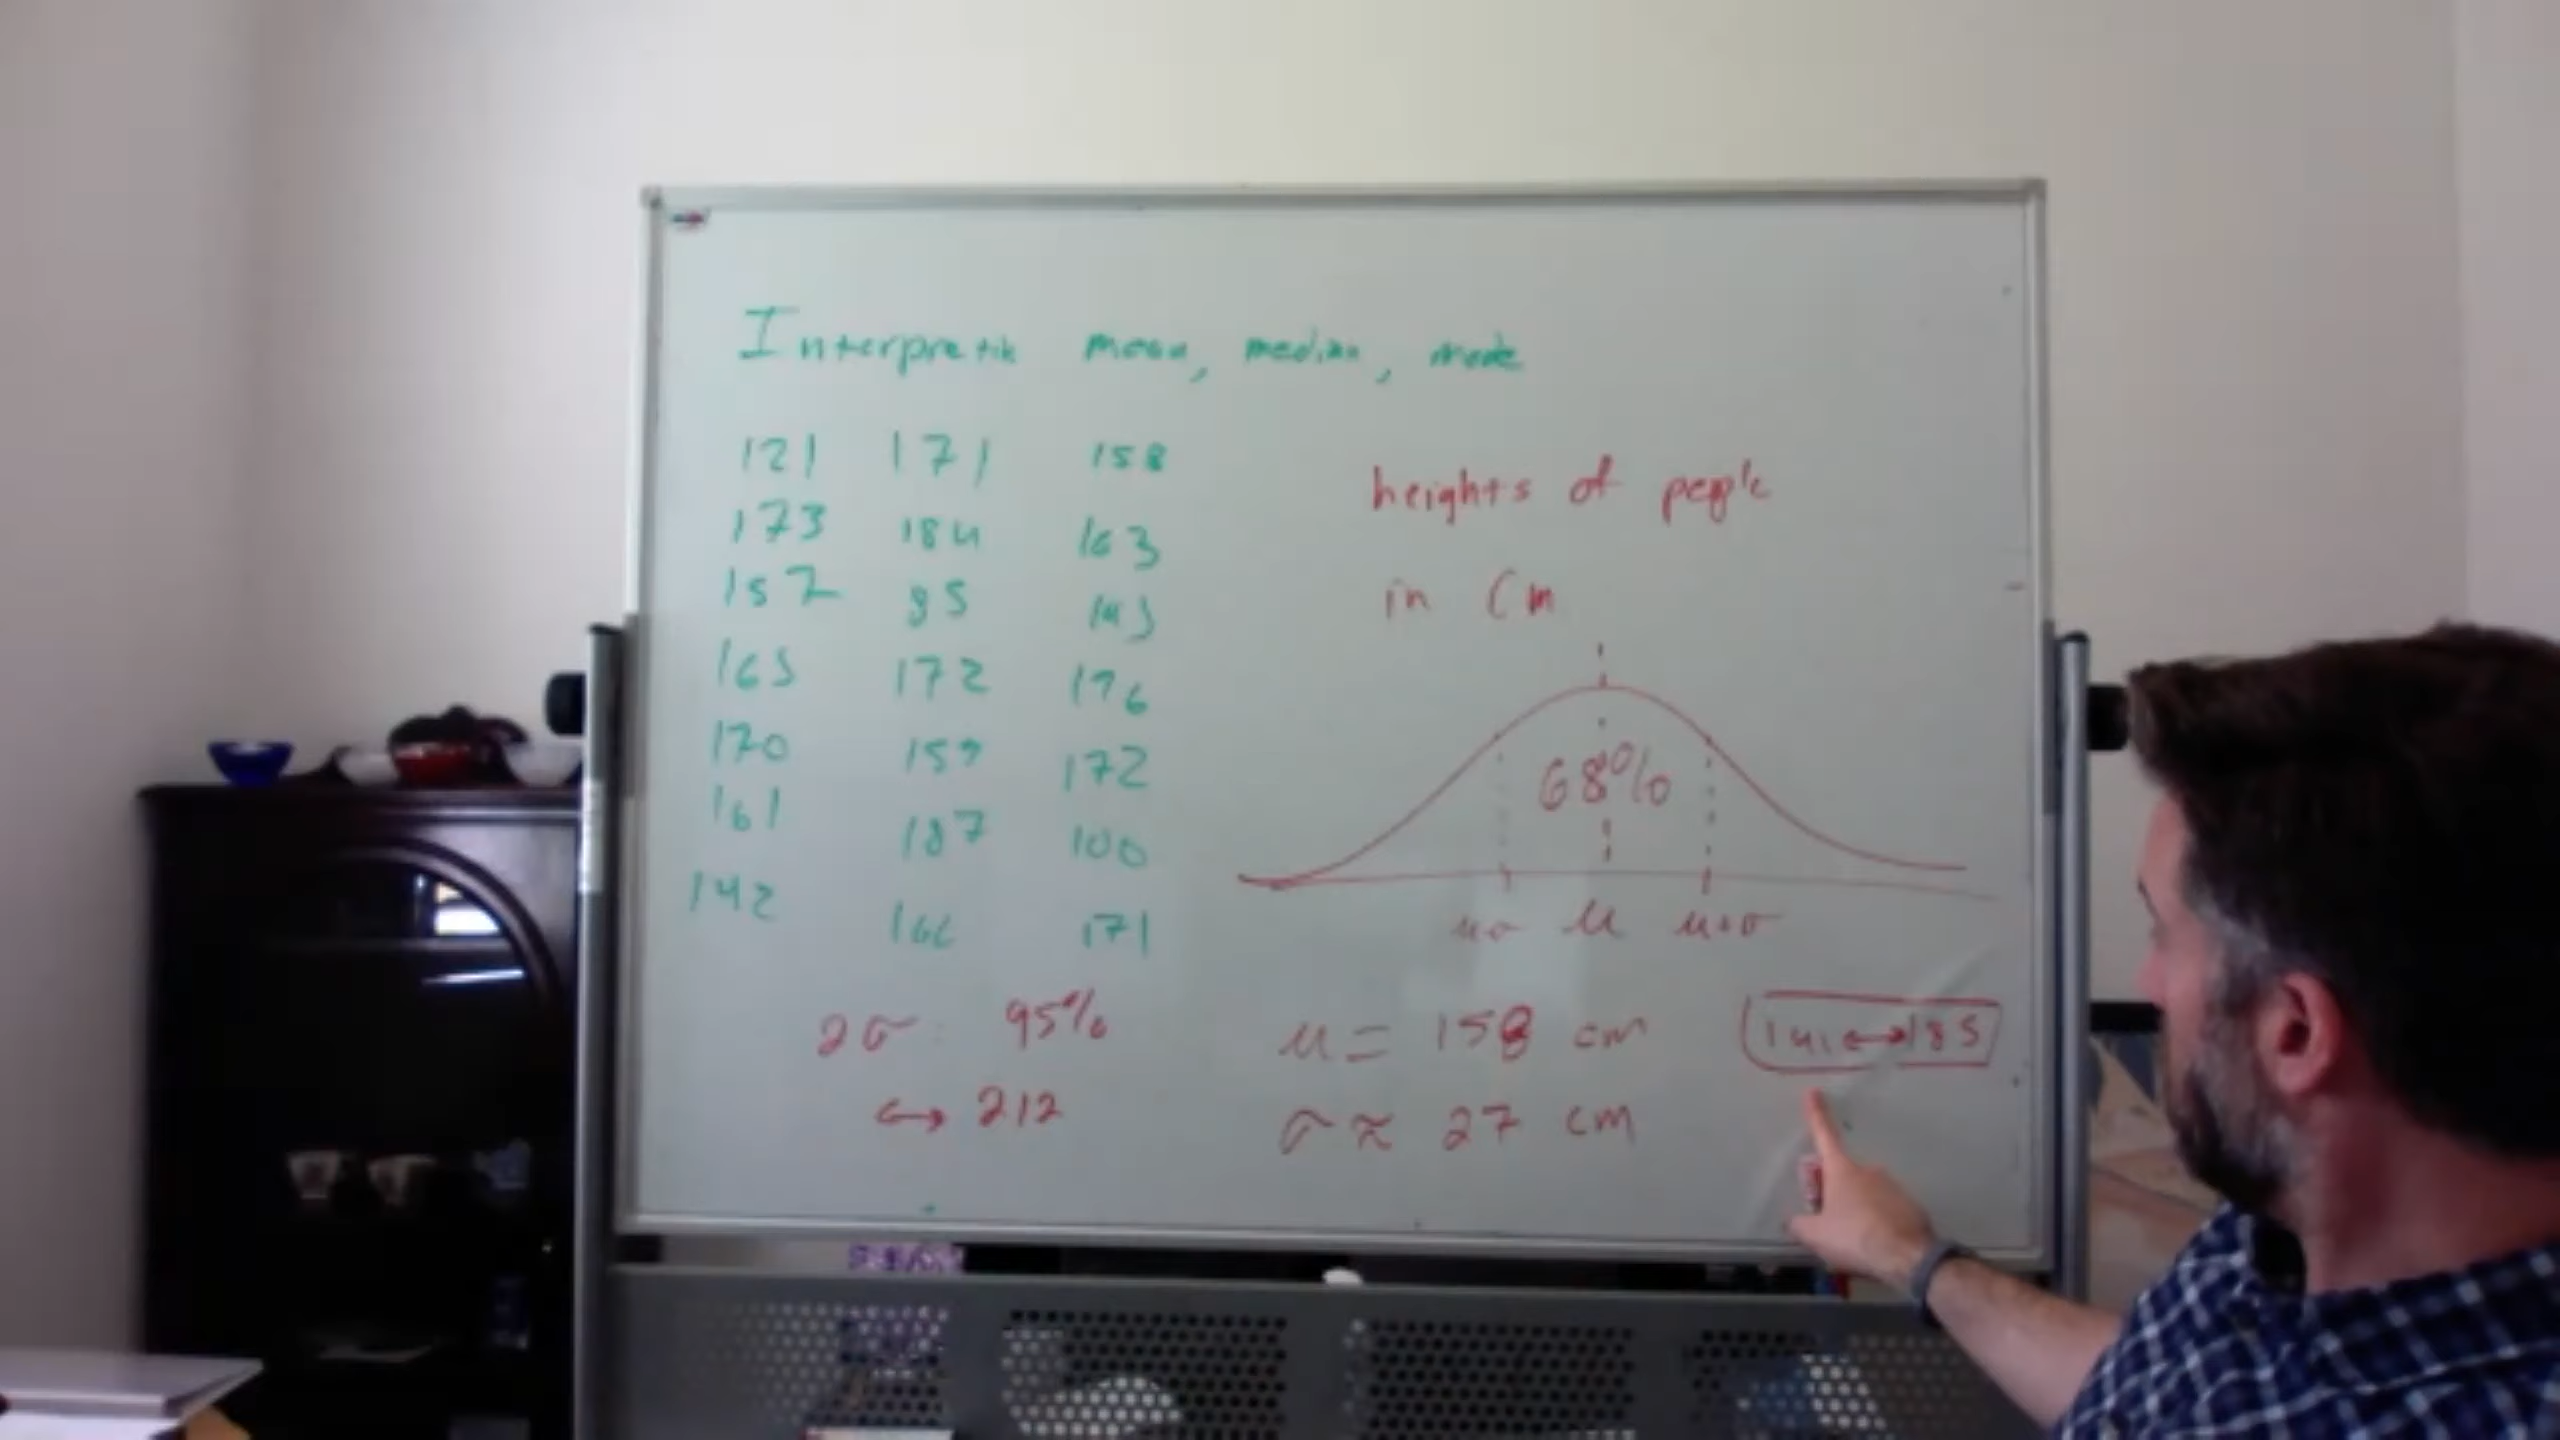 Interpretin mean, median, mode
121 171 158
173 184 163
157 85 143
165 172 176
170 159 172
161 187 100
142 166 171
heights of people
in cm
68%
μ-σ μ μ+σ
2σ: 95%
↔ 212
μ = 158 cm
σ ≈ 27 cm
141 ↔ 185